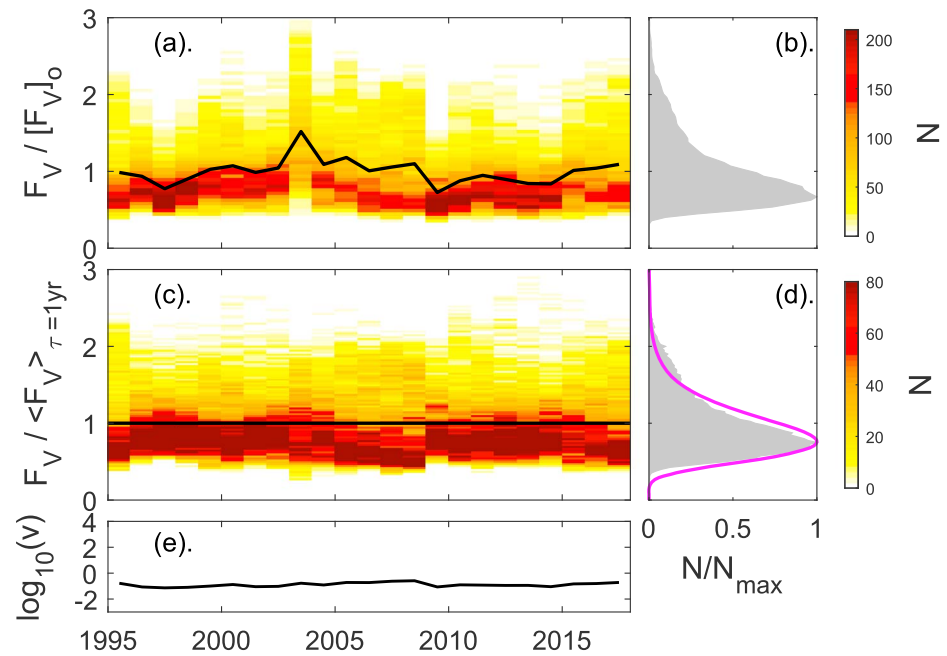 3
2
1
0
F_V / [F_V]_o
(a).
(b).
200
150
100
50
0
N
3
2
1
0
F_V / <F_V>_{τ =1yr}
(c).
(d).
80
60
40
20
0
N
0 0.5 1
N/N_max
4
2
0
-2
log_10(v)
(e).
1995 2000 2005 2010 2015